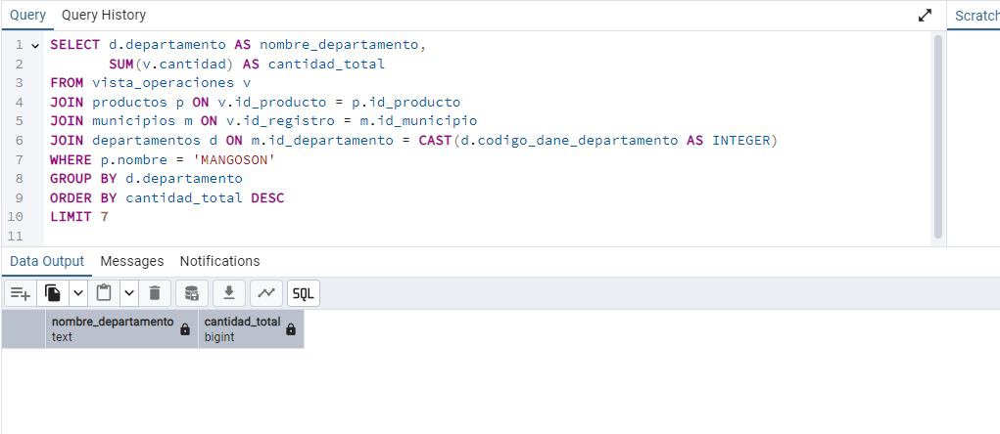 Query Query History
Scratch
1 SELECT d.departamento AS nombre_departamento,
2 SUM(v.cantidad) AS cantidad_total
3 FROM vista_operaciones v
4 JOIN productos p ON v.id_producto = p.id_producto
5 JOIN municipios m ON v.id_registro = m.id_municipio
6 JOIN departamentos d ON m.id_departamento = CAST(d.codigo_dane_departamento AS INTEGER)
7 WHERE p.nombre = 'MANGOSON'
8 GROUP BY d.departamento
9 ORDER BY cantidad_total DESC
10 LIMIT 7
11
Data Output Messages Notifications
SQL
nombre_departamento cantidad_total
text bigint